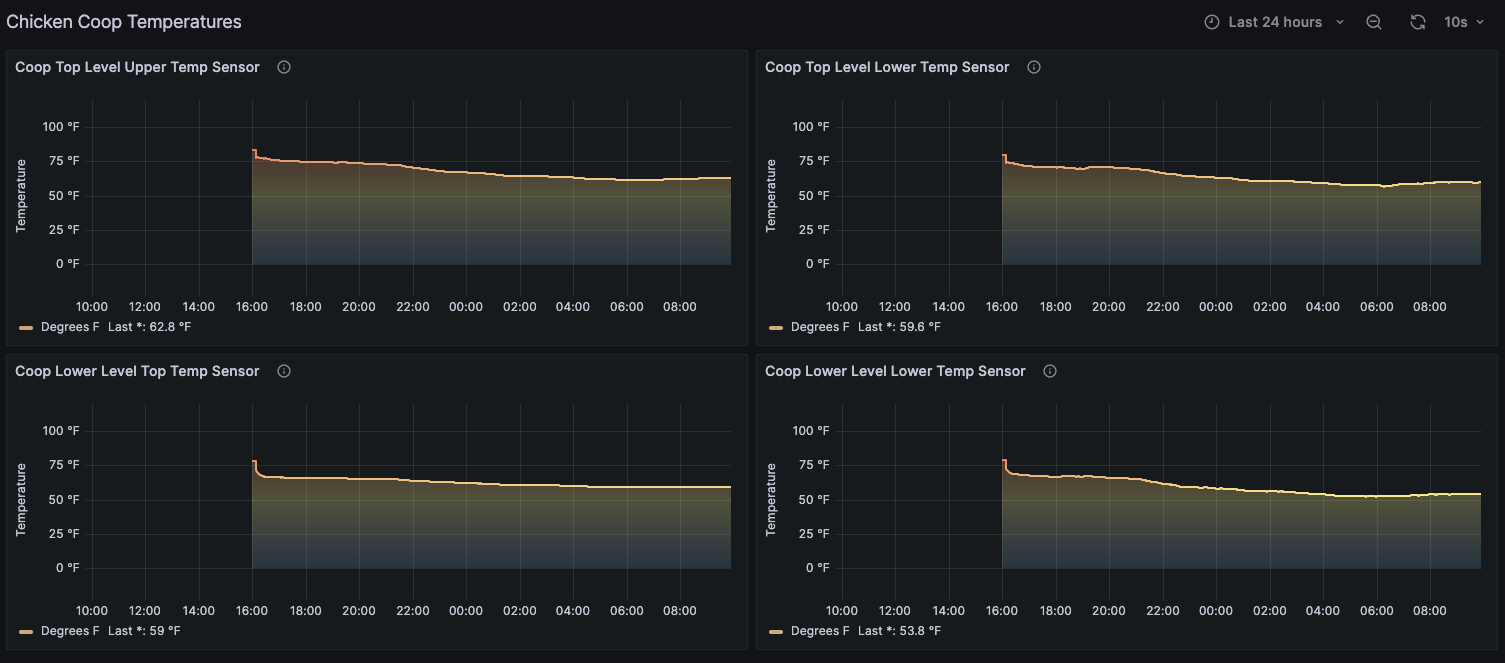 Chicken Coop Temperatures
Last 24 hours
10s
Coop Top Level Upper Temp Sensor
Temperature
100 °F
75 °F
50 °F
25 °F
0 °F
10:00 12:00 14:00 16:00 18:00 20:00 22:00 00:00 02:00 04:00 06:00 08:00
Degrees F Last *: 62.8 °F
Coop Top Level Lower Temp Sensor
Temperature
100 °F
75 °F
50 °F
25 °F
0 °F
10:00 12:00 14:00 16:00 18:00 20:00 22:00 00:00 02:00 04:00 06:00 08:00
Degrees F Last *: 59.6 °F
Coop Lower Level Top Temp Sensor
Temperature
100 °F
75 °F
50 °F
25 °F
0 °F
10:00 12:00 14:00 16:00 18:00 20:00 22:00 00:00 02:00 04:00 06:00 08:00
Degrees F Last *: 59 °F
Coop Lower Level Lower Temp Sensor
Temperature
100 °F
75 °F
50 °F
25 °F
0 °F
10:00 12:00 14:00 16:00 18:00 20:00 22:00 00:00 02:00 04:00 06:00 08:00
Degrees F Last *: 53.8 °F